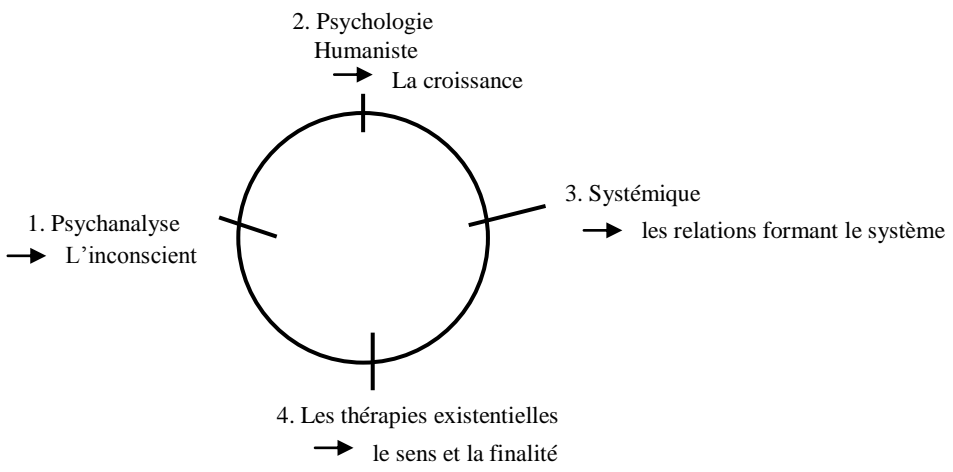 2. Psychologie
Humaniste
La croissance
3. Systémique
les relations formant le système
1. Psychanalyse
L’inconscient
4. Les thérapies existentielles
le sens et la finalité